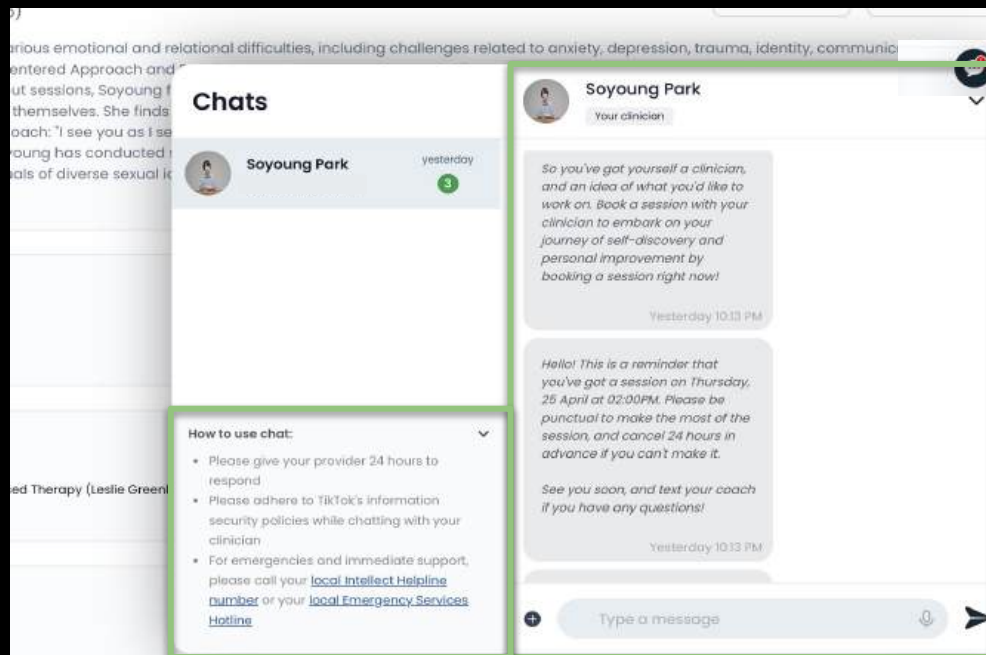 rious emotional and relational difficulties, including challenges related to anxiety, depression, trauma, identity, communic
entered Approach and
ut sessions, Soyoung f
themselves. She finds
oach: "I see you as I se
oung has conducted
als of diverse sexual
ed Therapy (Leslie Green
Chats
Soyoung Park
yesterday
3
How to use chat:
• Please give your provider 24 hours to
respond
• Please adhere to TikTok's information
security policies while chatting with your
clinician
• For emergencies and immediate support,
please call your local Intellect Helpline
number or your local Emergency Services
Hotline
Soyoung Park
Your clinician
So you've got yourself a clinician,
and an idea of what you'd like to
work on. Book a session with your
clinician to embark on your
journey of self-discovery and
personal improvement by
booking a session right now!
Yesterday 10:13 PM
Hello! This is a reminder that
you've got a session on Thursday,
25 April at 02:00PM. Please be
punctual to make the most of the
session, and cancel 24 hours in
advance if you can't make it.
See you soon, and text your coach
if you have any questions!
Yesterday 10:13 PM
Type a message